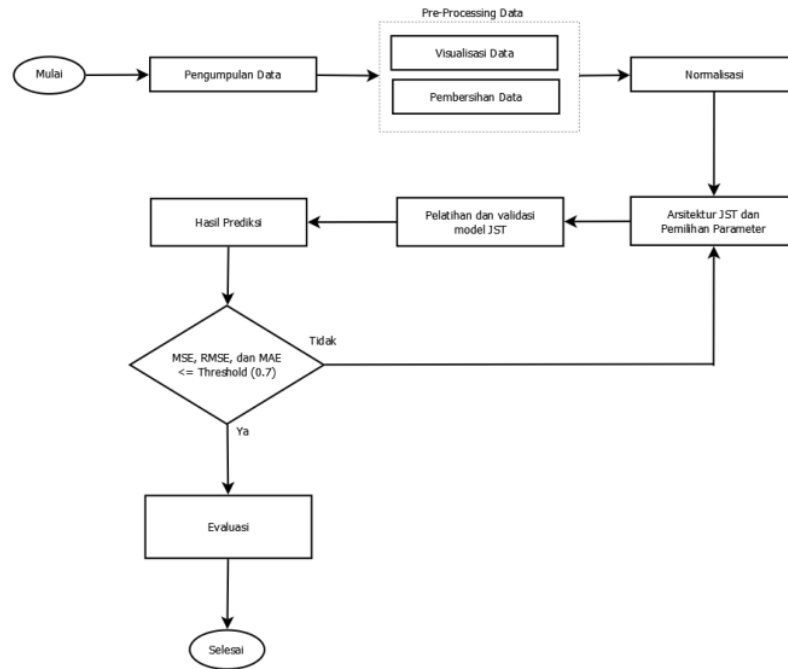 Pre-Processing Data
Mulai
Pengumpulan Data
Visualisasi Data
Pembersihan Data
Normalisasi
Arsitektur JST dan
Pemilihan Parameter
Pelatihan dan validasi
model JST
Hasil Prediksi
MSE, RMSE, dan MAE
<= Threshold (0.7)
Tidak
Ya
Evaluasi
Selesai